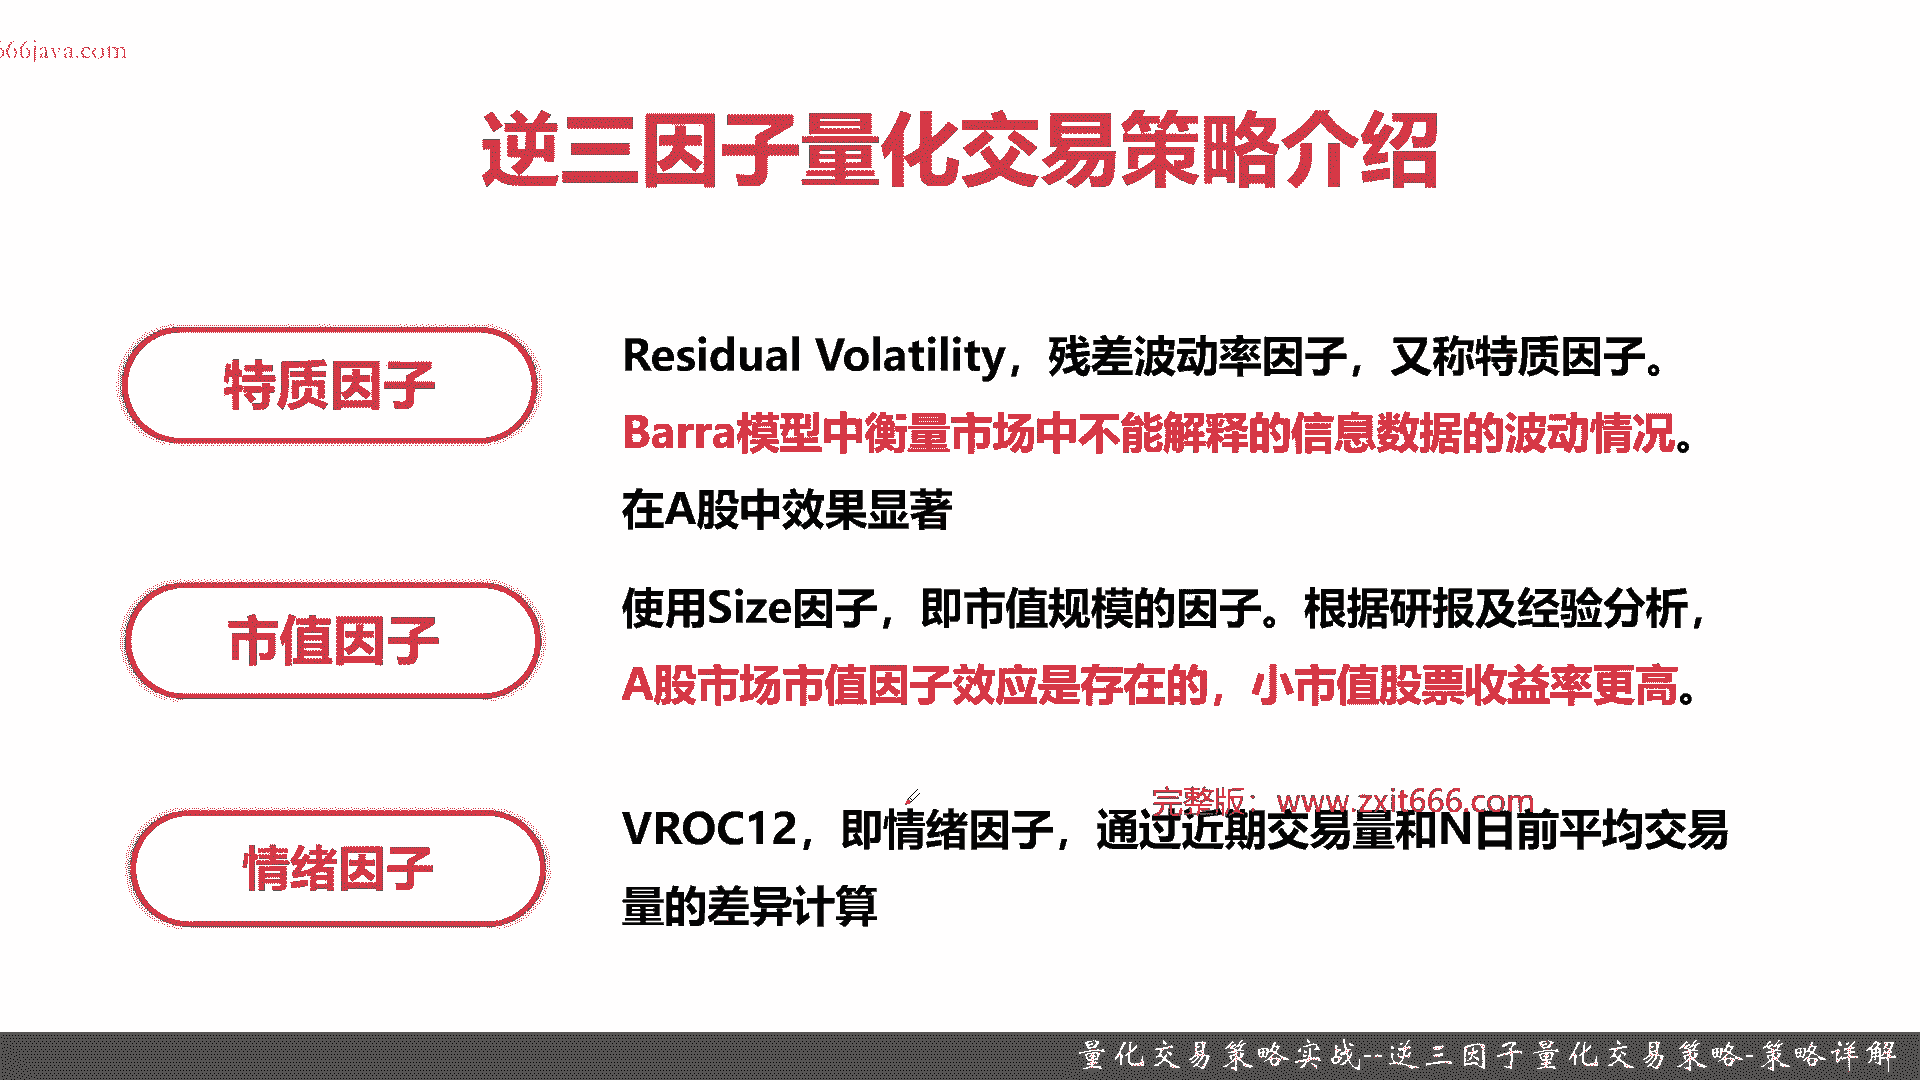 666java.com
逆三因子量化交易策略介绍
特质因子
Residual Volatility，残差波动率因子，又称特质因子。
Barra模型中衡量市场中不能解释的信息数据的波动情况。
在A股中效果显著
市值因子
使用Size因子，即市值规模的因子。根据研报及经验分析，
A股市场市值因子效应是存在的，小市值股票收益率更高。
完整版：www.zxit666.com
情绪因子
VROC12，即情绪因子，通过近期交易量和N日前平均交易
量的差异计算
量化交易策略实战--逆三因子量化交易策略-策略详解